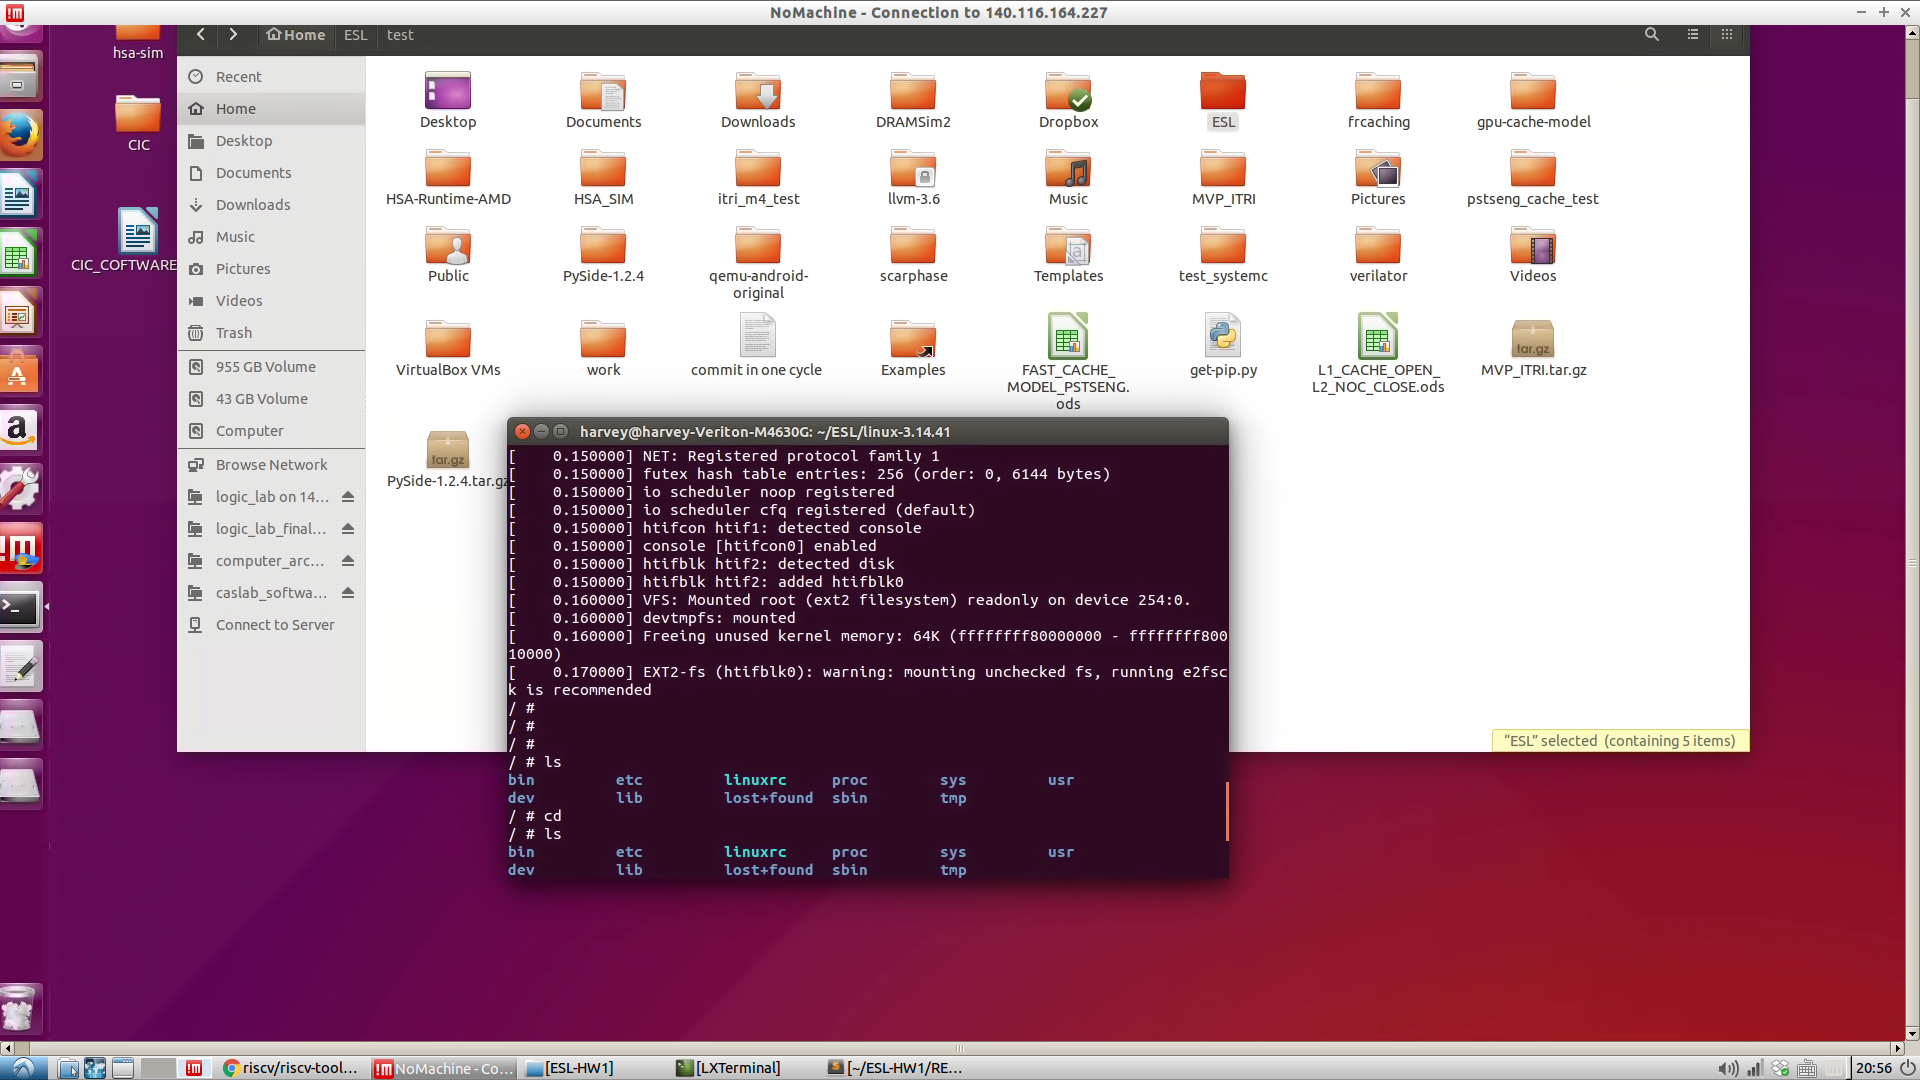 NoMachine - Connection to 140.116.164.227
hsa-sim
CIC
CIC_COFTWARE
Home ESL test
Recent
Home
Desktop
Documents
Downloads
Music
Pictures
Videos
Trash
955 GB Volume
43 GB Volume
Computer
Browse Network
logic_lab on 14...
logic_lab_final...
computer_arc...
caslab_softwa...
Connect to Server
Desktop Documents Downloads DRAMSim2 Dropbox ESL frcaching gpu-cache-model
HSA-Runtime-AMD HSA_SIM itri_m4_test llvm-3.6 Music MVP_ITRI Pictures pstseng_cache_test
Public PySide-1.2.4 qemu-android-original scarphase Templates test_systemc verilator Videos
VirtualBox VMs work commit in one cycle Examples FAST_CACHE_MODEL_PSTSENG.ods get-pip.py L1_CACHE_OPEN_L2_NOC_CLOSE.ods MVP_ITRI.tar.gz
tar.gz
tar.gz
PySide-1.2.4.tar.gz
"ESL" selected (containing 5 items)
harvey@harvey-Veriton-M4630G: ~/ESL/linux-3.14.41
[    0.150000] NET: Registered protocol family 1
[    0.150000] futex hash table entries: 256 (order: 0, 6144 bytes)
[    0.150000] io scheduler noop registered
[    0.150000] io scheduler cfq registered (default)
[    0.150000] htifcon htif1: detected console
[    0.150000] console [htifcon0] enabled
[    0.150000] htifblk htif2: detected disk
[    0.150000] htifblk htif2: added htifblk0
[    0.160000] VFS: Mounted root (ext2 filesystem) readonly on device 254:0.
[    0.160000] devtmpfs: mounted
[    0.160000] Freeing unused kernel memory: 64K (ffffffff80000000 - ffffffff800
10000)
[    0.170000] EXT2-fs (htifblk0): warning: mounting unchecked fs, running e2fsc
k is recommended
/ #
/ #
/ #
/ # ls
bin         etc         linuxrc     proc        sys         usr
dev         lib         lost+found  sbin        tmp
/ # cd
/ # ls
bin         etc         linuxrc     proc        sys         usr
dev         lib         lost+found  sbin        tmp
riscv/riscv-tool...
NoMachine - Co...
[ESL-HW1]
[LXTerminal]
[~/ESL-HW1/RE...
20:56